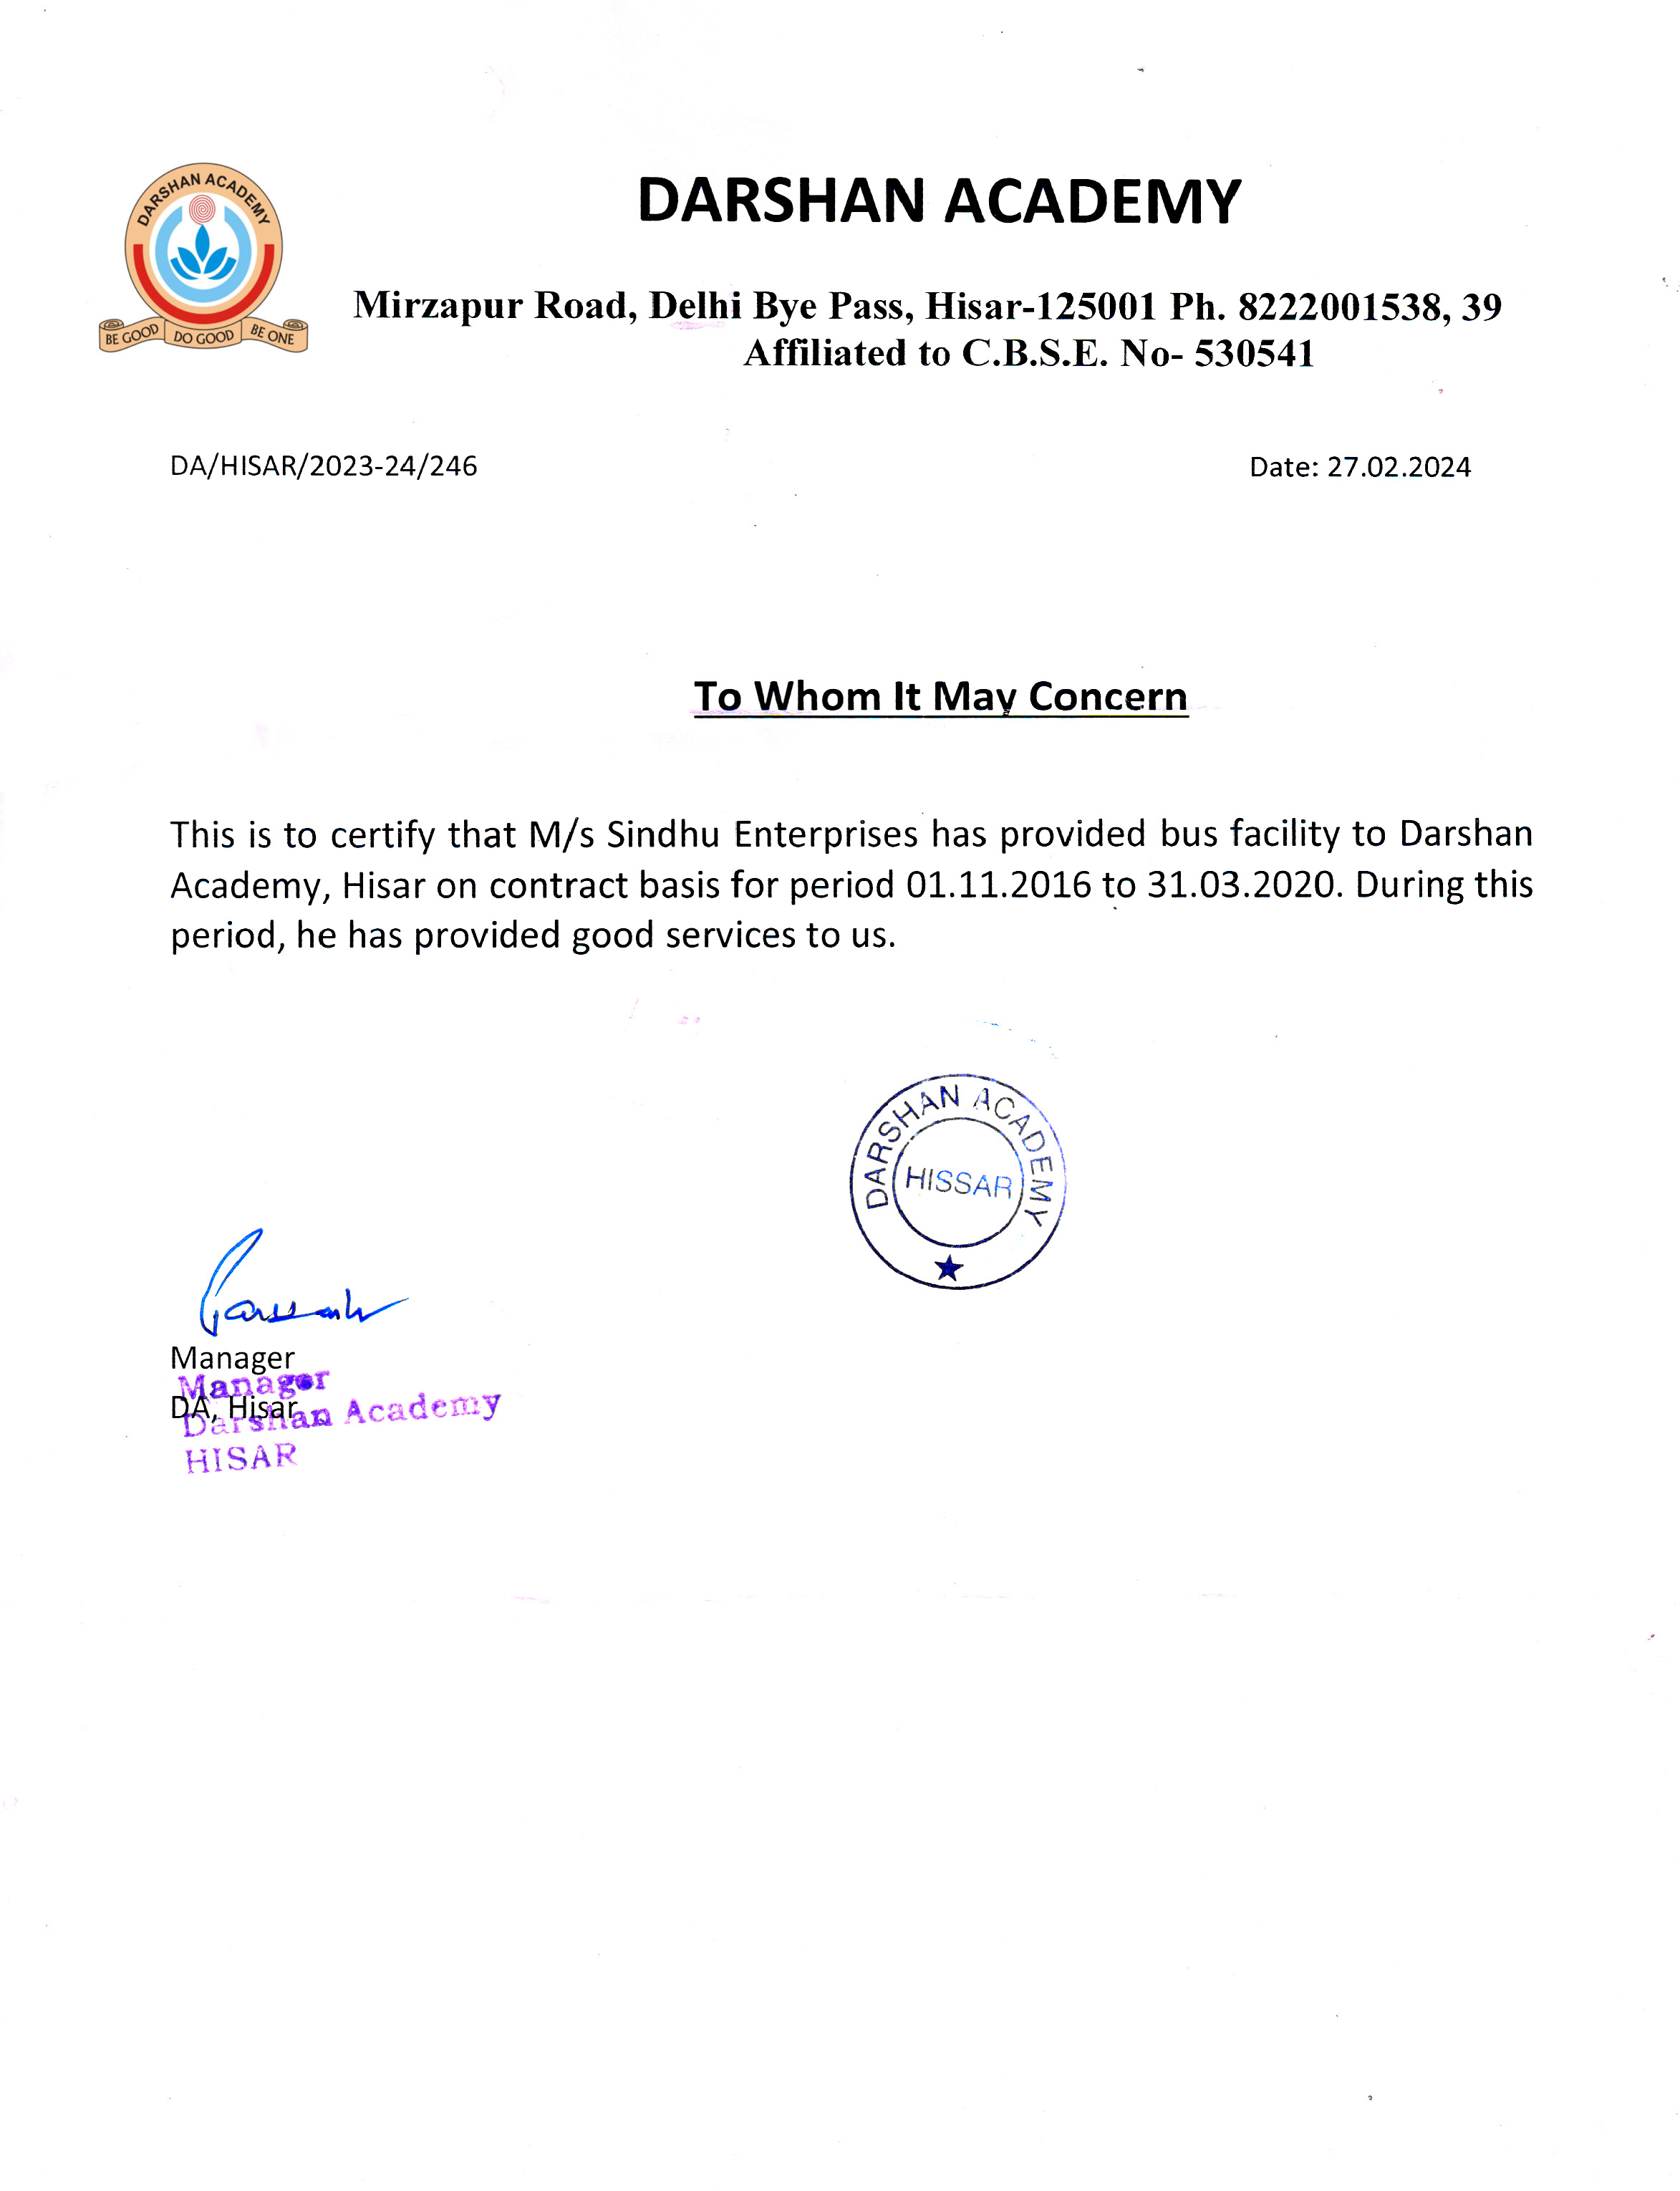 DARSHAN ACADEMY
BE GOOD DO GOOD BE ONE
DARSHAN ACADEMY
Mirzapur Road, Delhi Bye Pass, Hisar-125001 Ph. 8222001538, 39
Affiliated to C.B.S.E. No- 530541
DA/HISAR/2023-24/246 Date: 27.02.2024
To Whom It May Concern
This is to certify that M/s Sindhu Enterprises has provided bus facility to Darshan
Academy, Hisar on contract basis for period 01.11.2016 to 31.03.2020. During this
period, he has provided good services to us.
DARSHAN ACADEMY
HISSAR
Manager
Manager
DA, Hisar
Darshan Academy
HISAR